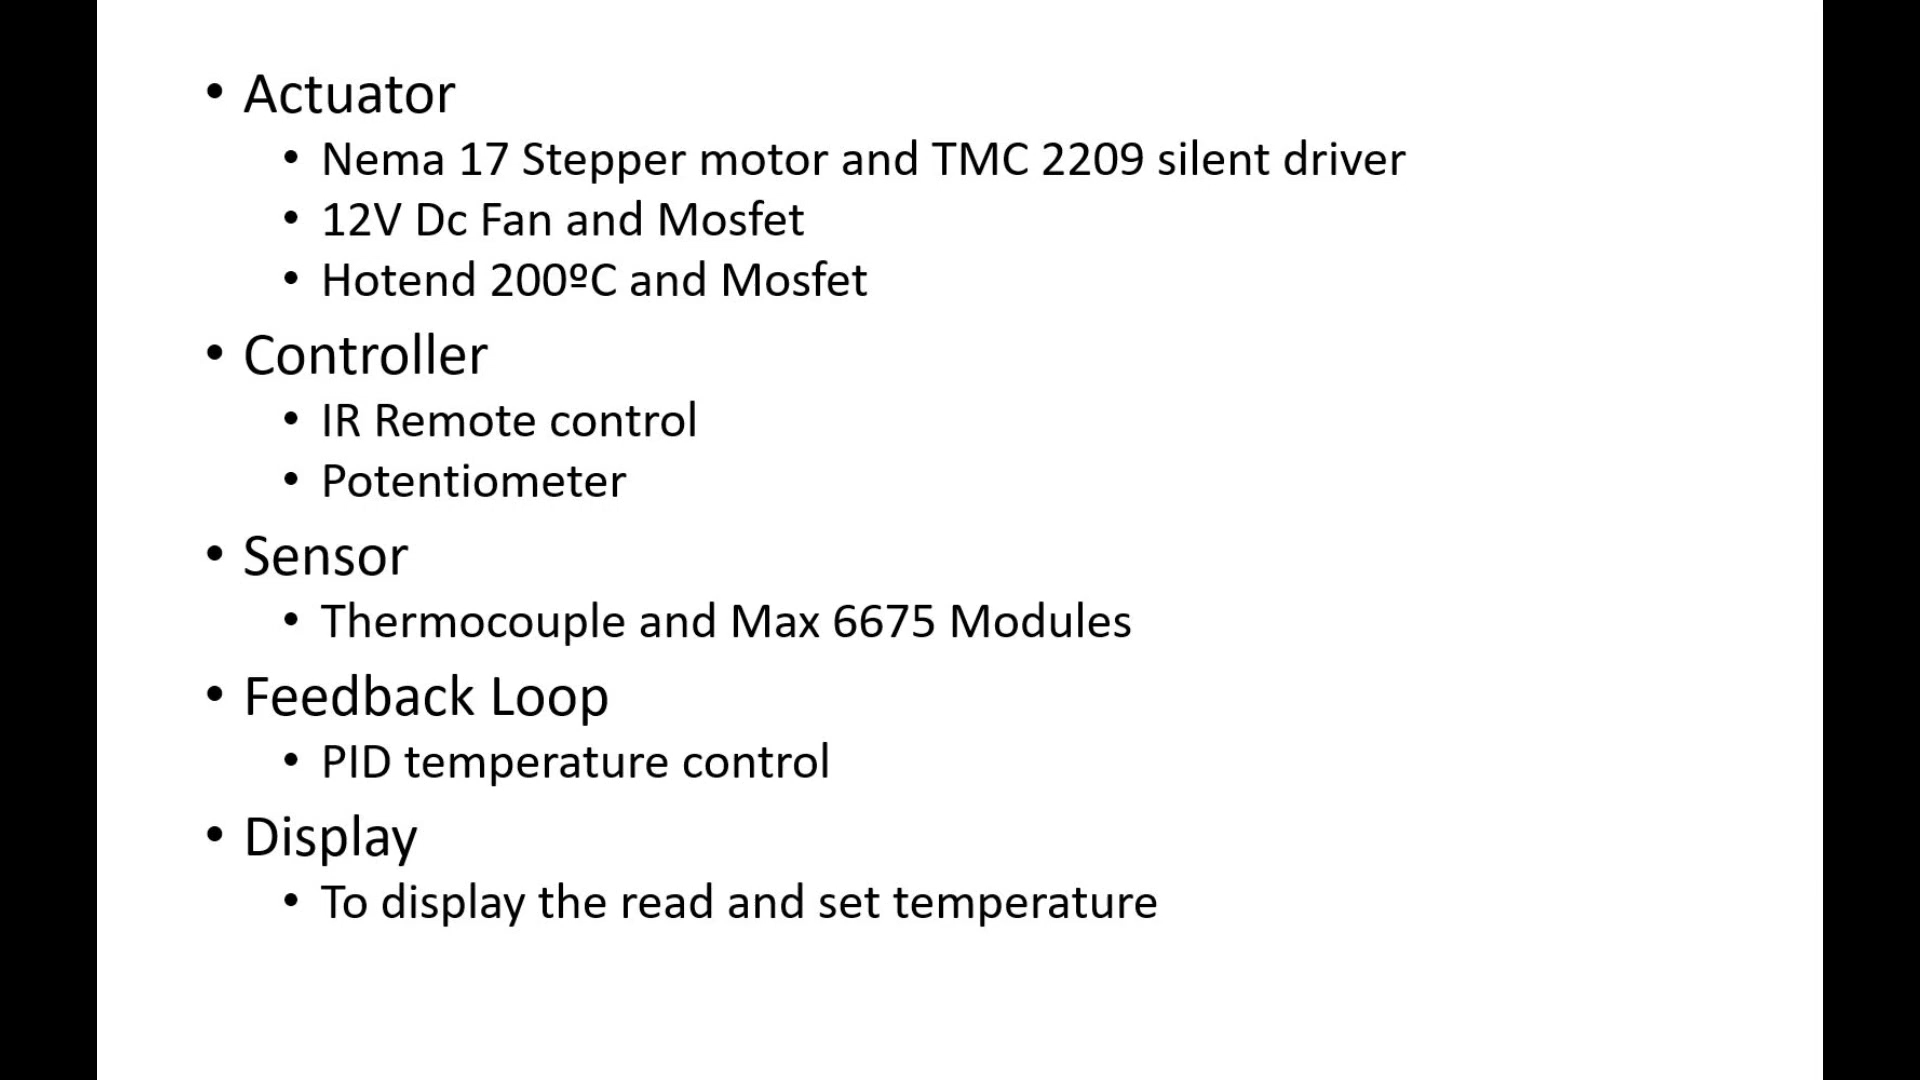 • Actuator
• Nema 17 Stepper motor and TMC 2209 silent driver
• 12V Dc Fan and Mosfet
• Hotend 200ºC and Mosfet
• Controller
• IR Remote control
• Potentiometer
• Sensor
• Thermocouple and Max 6675 Modules
• Feedback Loop
• PID temperature control
• Display
• To display the read and set temperature